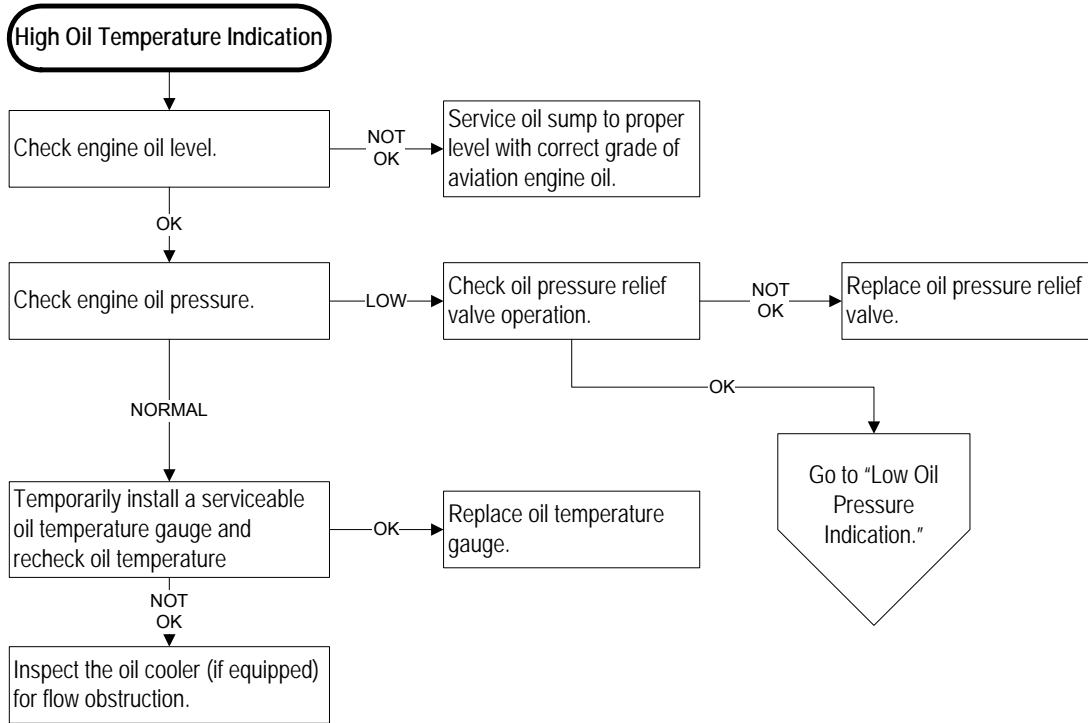 High Oil Temperature Indication
Check engine oil level.
NOT
OK
Service oil sump to proper
level with correct grade of
aviation engine oil.
OK
Check engine oil pressure.
LOW
Check oil pressure relief
valve operation.
NOT
OK
Replace oil pressure relief
valve.
OK
NORMAL
Go to “Low Oil
Pressure
Indication.”
Temporarily install a serviceable
oil temperature gauge and
recheck oil temperature
OK
Replace oil temperature
gauge.
NOT
OK
Inspect the oil cooler (if equipped)
for flow obstruction.